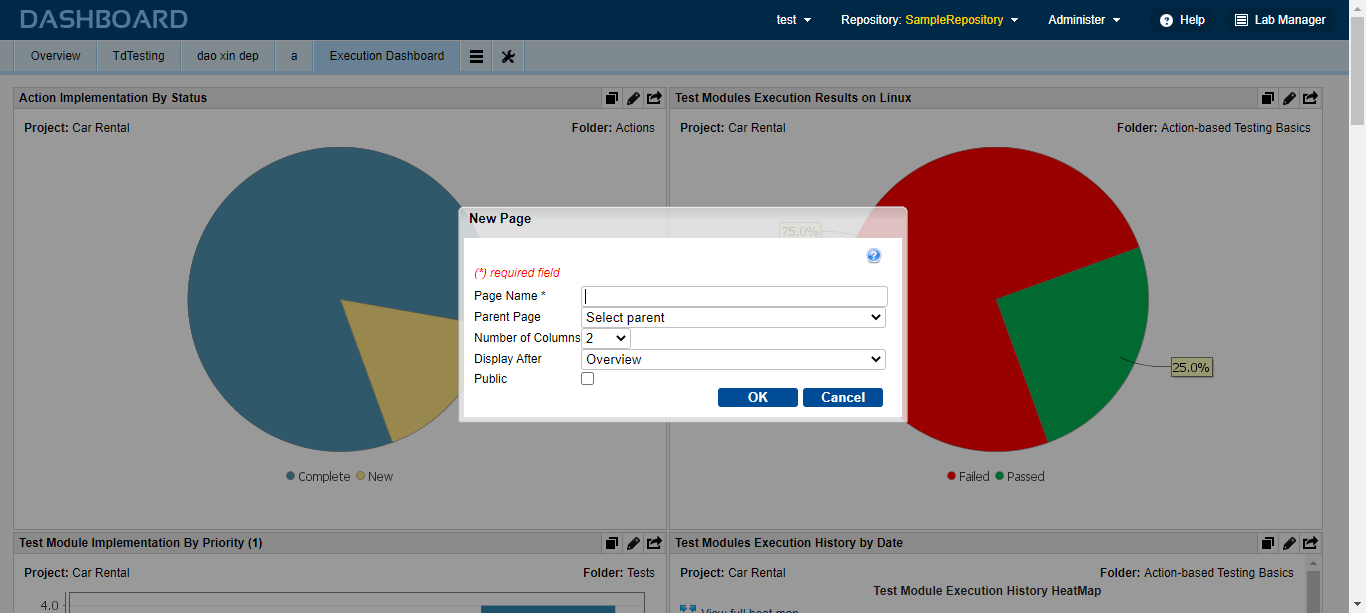 DASHBOARD
test
Repository: SampleRepository
Administer
Help
Lab Manager
Overview
TdTesting
dao xin dep
a
Execution Dashboard
Action Implementation By Status
Test Modules Execution Results on Linux
Project: Car Rental
Folder: Actions
Project: Car Rental
Folder: Action-based Testing Basics
75.0%
25.0%
New Page
(*) required field
Page Name *
Parent Page
Select parent
Number of Columns
2
Display After
Overview
Public
OK
Cancel
Complete
New
Failed
Passed
Test Module Implementation By Priority (1)
Test Modules Execution History by Date
Project: Car Rental
Folder: Tests
Project: Car Rental
Folder: Action-based Testing Basics
Test Module Execution History HeatMap
4.0
View full heat map